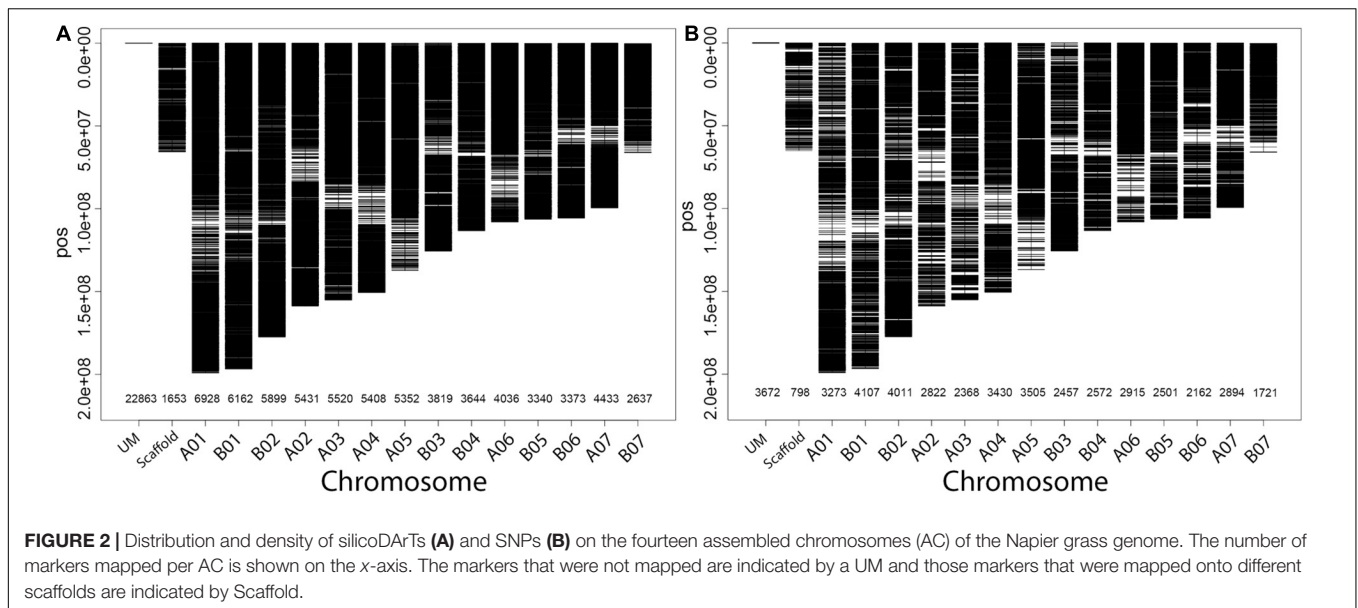 A
0.0e+00
5.0e+07
1.0e+08
1.5e+08
2.0e+08
pos
22863 1653 6928 6162 5899 5431 5520 5408 5352 3819 3644 4036 3340 3373 4433 2637
UM Scaffold A01 B01 B02 A02 A03 A04 A05 B03 B04 A06 B05 B06 A07 B07
Chromosome
B
0.0e+00
5.0e+07
1.0e+08
1.5e+08
2.0e+08
pos
3672 798 3273 4107 4011 2822 2368 3430 3505 2457 2572 2915 2501 2162 2894 1721
UM Scaffold A01 B01 B02 A02 A03 A04 A05 B03 B04 A06 B05 B06 A07 B07
Chromosome
FIGURE 2 | Distribution and density of silicoDArTs (A) and SNPs (B) on the fourteen assembled chromosomes (AC) of the Napier grass genome. The number of
markers mapped per AC is shown on the x-axis. The markers that were not mapped are indicated by a UM and those markers that were mapped onto different
scaffolds are indicated by Scaffold.